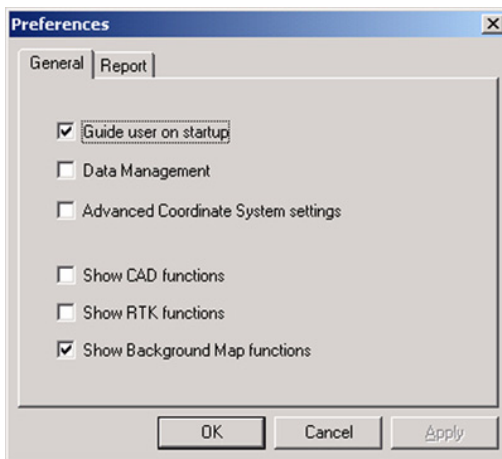 Preferences
General Report
Guide user on startup
Data Management
Advanced Coordinate System settings
Show CAD functions
Show RTK functions
Show Background Map functions
OK Cancel Apply